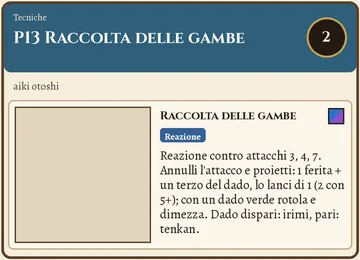 Tecniche
P13 Raccolta delle gambe
2
aiki otoshi
Raccolta delle gambe
Reazione
Reazione contro attacchi 3, 4, 7.
Annulli l'attacco e proietti: 1 ferita +
un terzo del dado, lo lanci di 1 (2 con
5+); con un dado verde rotola e
dimezza. Dado dispari: irimi, pari:
tenkan.